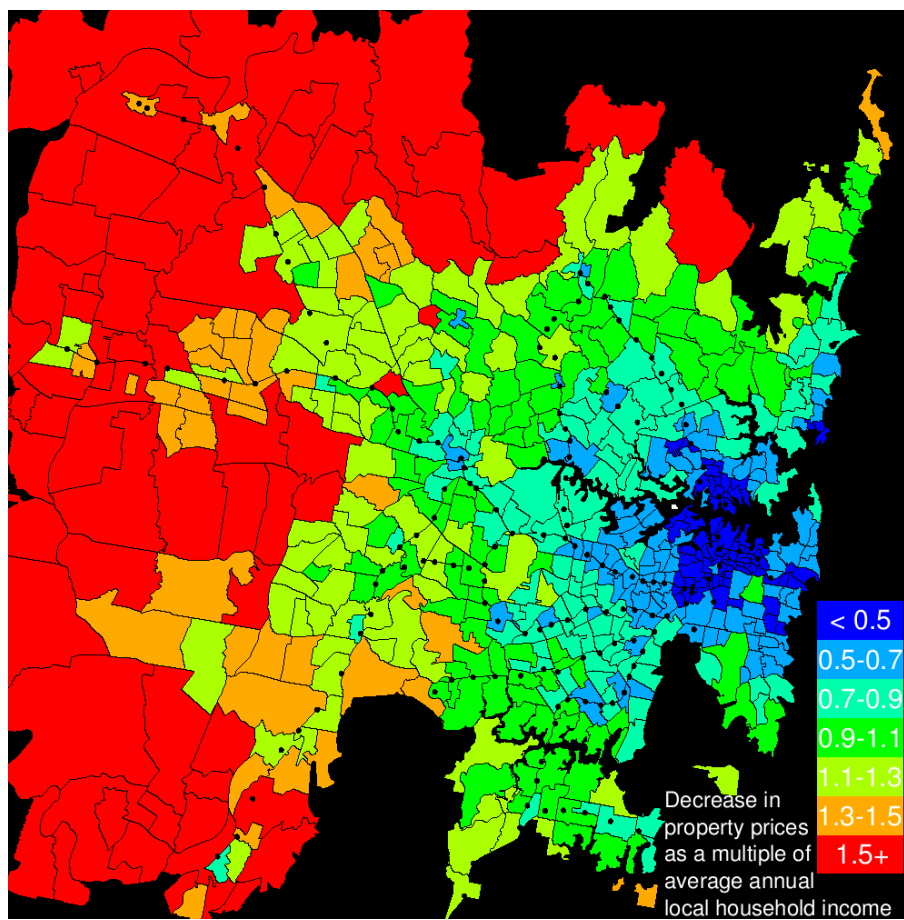 < 0.5
0.5-0.7
0.7-0.9
0.9-1.1
1.1-1.3
1.3-1.5
1.5+
Decrease in
property prices
as a multiple of
average annual
local household income